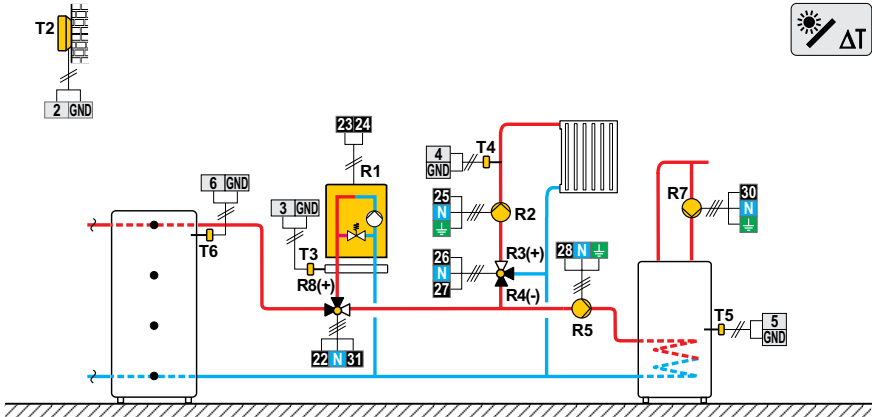 T2
ΔT
2 GND
23 24
R1
4
GND
T4
6 GND
3 GND
T6
T3
R8(+)
25
N
R2
26
N
27
R3(+)
R4(-)
28 N
R5
R7
30
N
T5
5
GND
22 N 31